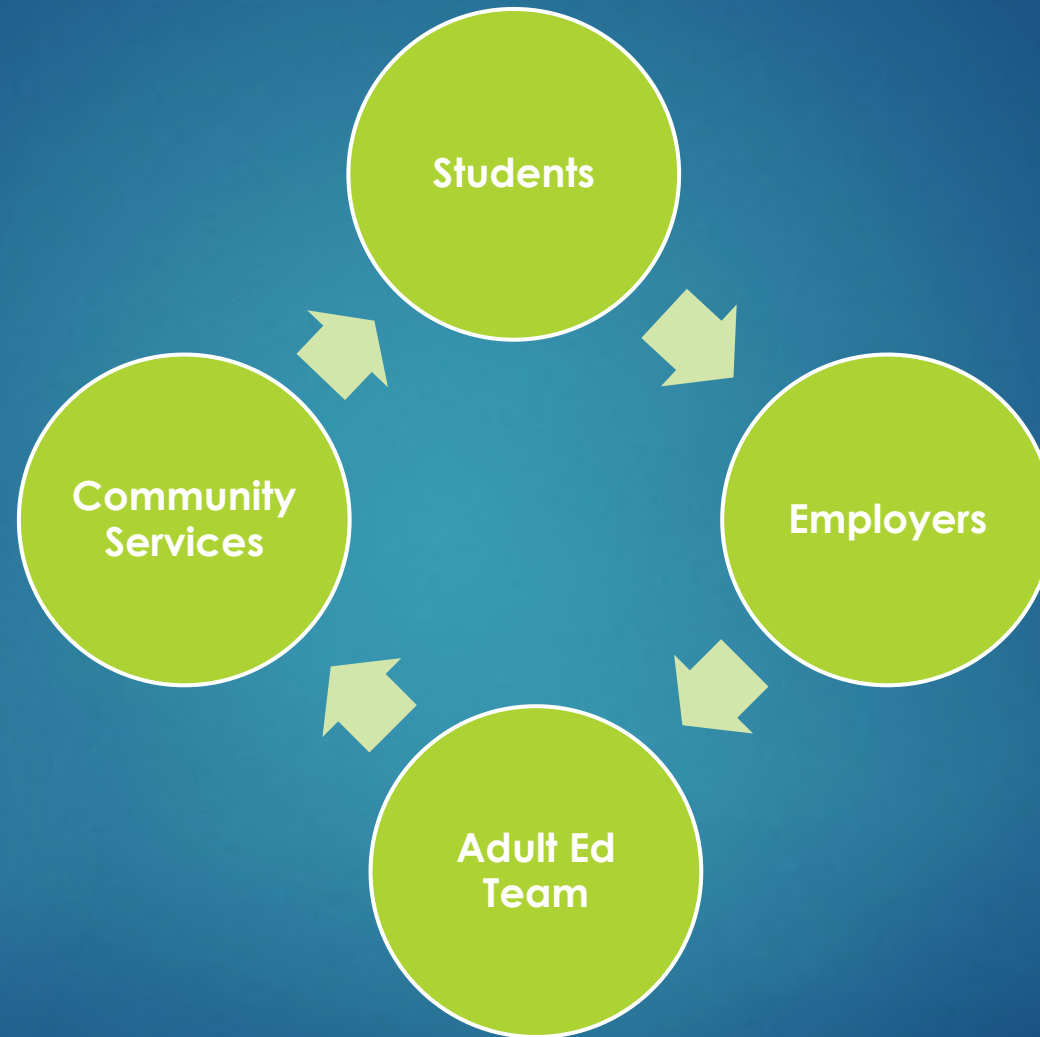 Students
Community
Services
Employers
Adult Ed
Team